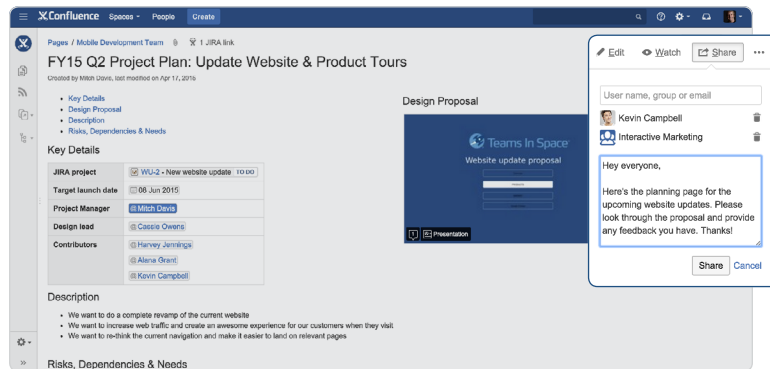 Confluence Spaces People Create
Pages / Mobile Development Team 1 JIRA link
FY15 Q2 Project Plan: Update Website & Product Tours
Created by Mitch Davis, last modified on Apr 17, 2015
• Key Details
• Design Proposal
• Description
• Risks, Dependencies & Needs
Key Details
JIRA project WU-2 - New website update TO DO
Target launch date 06 Jun 2015
Project Manager @Mitch Davis
Design lead @Cassie Owens
Contributors @Harvey Jennings
@Alana Grant
@Kevin Campbell
Description
• We want to do a complete revamp of the current website
• We want to increase web traffic and create an awesome experience for our customers when they visit
• We want to re-think the current navigation and make it easier to land on relevant pages
Risks, Dependencies & Needs
Design Proposal
Teams In Space
Website update proposal
1 Presentation
Edit Watch Share
User name, group or email
Kevin Campbell
Interactive Marketing
Hey everyone,
Here's the planning page for the
upcoming website updates. Please
look through the proposal and provide
any feedback you have. Thanks!
Share Cancel